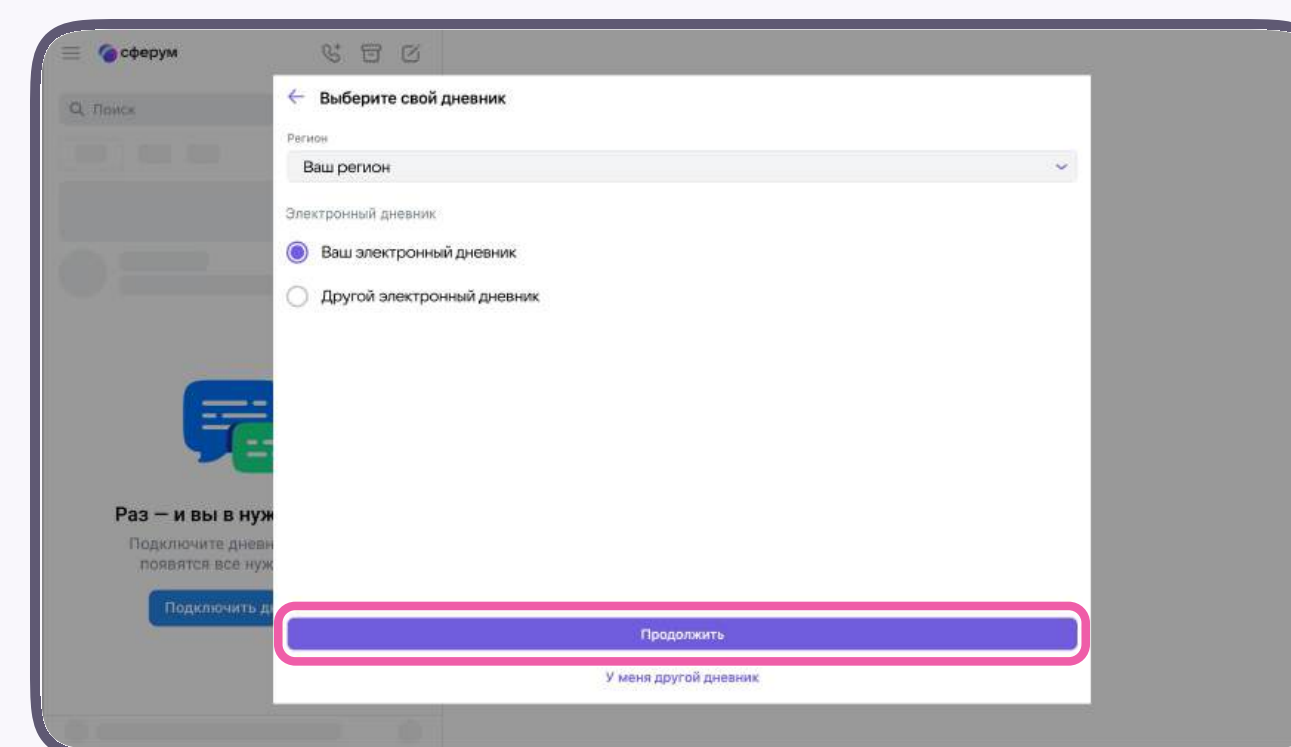 сферум
Поиск
Выберите свой дневник
Регион
Ваш регион
Электронный дневник
Ваш электронный дневник
Другой электронный дневник
Раз — и вы в нуж
Подключите дневн
появятся все нуж
Подключить д
Продолжить
У меня другой дневник